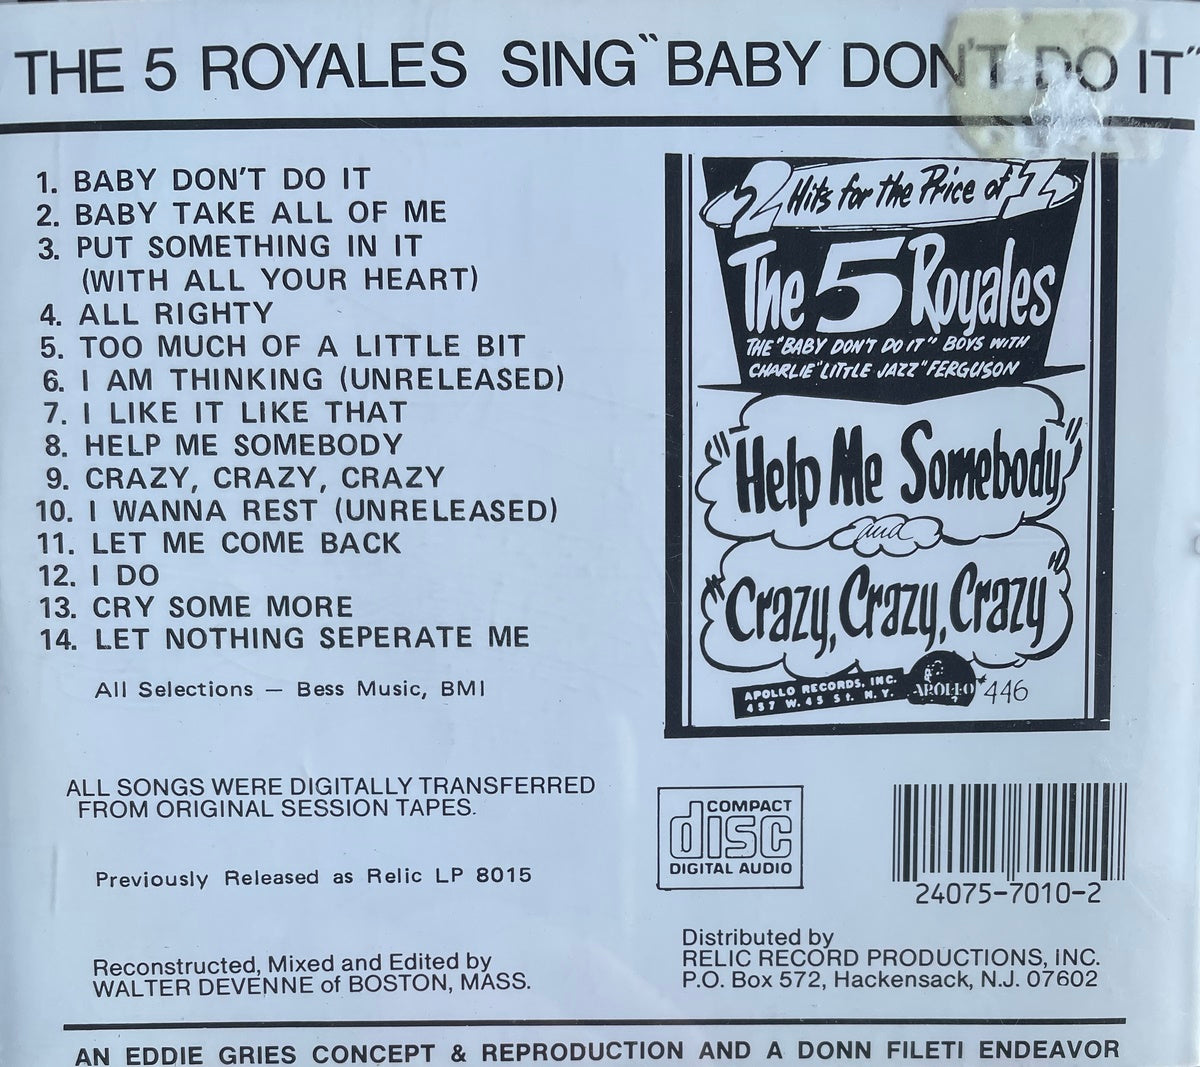 THE 5 ROYALES SING "BABY DON'T DO IT"
1. BABY DON'T DO IT
2. BABY TAKE ALL OF ME
3. PUT SOMETHING IN IT
(WITH ALL YOUR HEART)
4. ALL RIGHTY
5. TOO MUCH OF A LITTLE BIT
6. I AM THINKING (UNRELEASED)
7. I LIKE IT LIKE THAT
8. HELP ME SOMEBODY
9. CRAZY, CRAZY, CRAZY
10. I WANNA REST (UNRELEASED)
11. LET ME COME BACK
12. I DO
13. CRY SOME MORE
14. LET NOTHING SEPERATE ME
All Selections — Bess Music, BMI
2 Hits for the Price of 1
The 5 Royales
THE "BABY DON'T DO IT" BOYS WITH
CHARLIE "LITTLE JAZZ" FERGUSON
"Help Me Somebody"
and
"Crazy, Crazy, Crazy"
APOLLO RECORDS, INC.
457 W. 45 St. N.Y.
APOLLO 446
ALL SONGS WERE DIGITALLY TRANSFERRED
FROM ORIGINAL SESSION TAPES.
Previously Released as Relic LP 8015
Reconstructed, Mixed and Edited by
WALTER DEVENNE of BOSTON, MASS.
COMPACT
disc
DIGITAL AUDIO
24075-7010-2
Distributed by
RELIC RECORD PRODUCTIONS, INC.
P.O. Box 572, Hackensack, N.J. 07602
AN EDDIE GRIES CONCEPT & REPRODUCTION AND A DONN FILETI ENDEAVOR